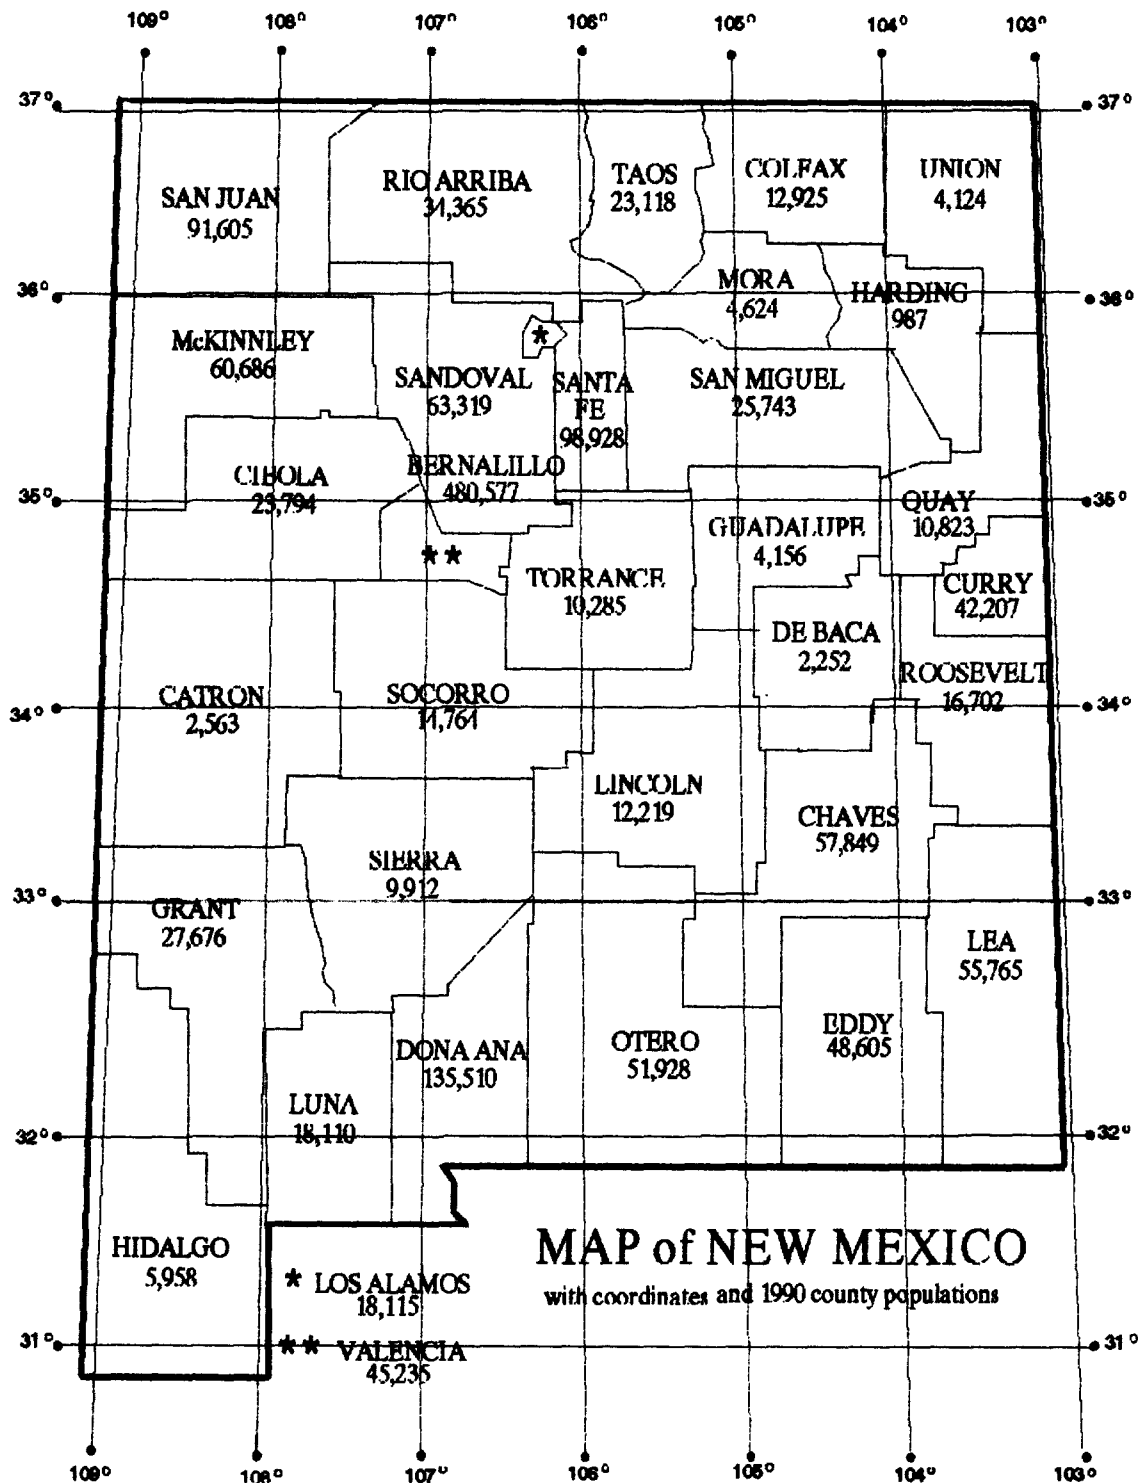 109° 108° 107° 106° 105° 104° 103°
37° 37°
SAN JUAN
91,605
RIO ARRIBA
34,365
TAOS
23,118
COLFAX
12,925
UNION
4,124
36° 36°
McKINNLEY
60,686
SANDOVAL
63,319
*
SANTA
FE
98,928
MORA
4,624
HARDING
987
SAN MIGUEL
25,743
CIBOLA
23,794
BERNALILLO
480,577
35° 35°
**
TORRANCE
10,285
GUADALUPE
4,156
QUAY
10,823
CURRY
42,207
DE BACA
2,252
ROOSEVELT
16,702
CATRON
2,563
SOCORRO
14,764
34° 34°
LINCOLN
12,219
CHAVES
57,849
SIERRA
9,912
33° 33°
GRANT
27,676
LEA
55,765
DONA ANA
135,510
OTERO
51,928
EDDY
48,605
LUNA
18,110
32° 32°
HIDALGO
5,958
MAP of NEW MEXICO
with coordinates and 1990 county populations
* LOS ALAMOS
18,115
31° 31°
** VALENCIA
45,235
109° 108° 107° 106° 105° 104° 103°